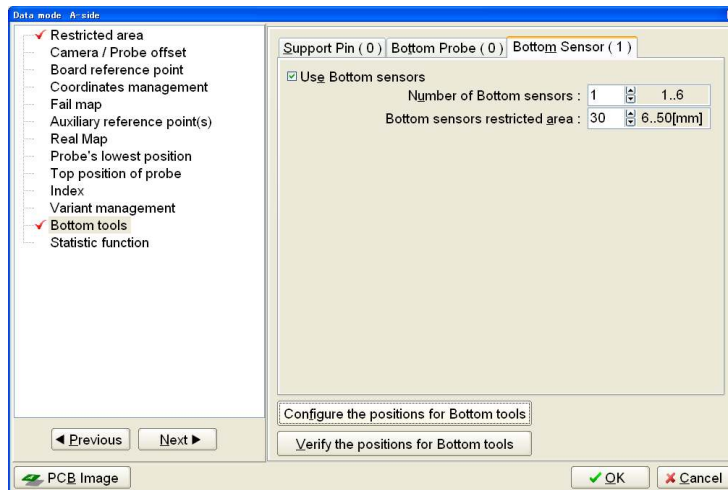 Data mode A-side
Restricted area
Camera / Probe offset
Board reference point
Coordinates management
Fail map
Auxiliary reference point(s)
Real Map
Probe's lowest position
Top position of probe
Index
Variant management
Bottom tools
Statistic function
Previous Next
PCB Image
Support Pin ( 0 ) Bottom Probe ( 0 ) Bottom Sensor ( 1 )
Use Bottom sensors
Number of Bottom sensors : 1 1..6
Bottom sensors restricted area : 30 6..50[mm]
Configure the positions for Bottom tools
Verify the positions for Bottom tools
OK Cancel